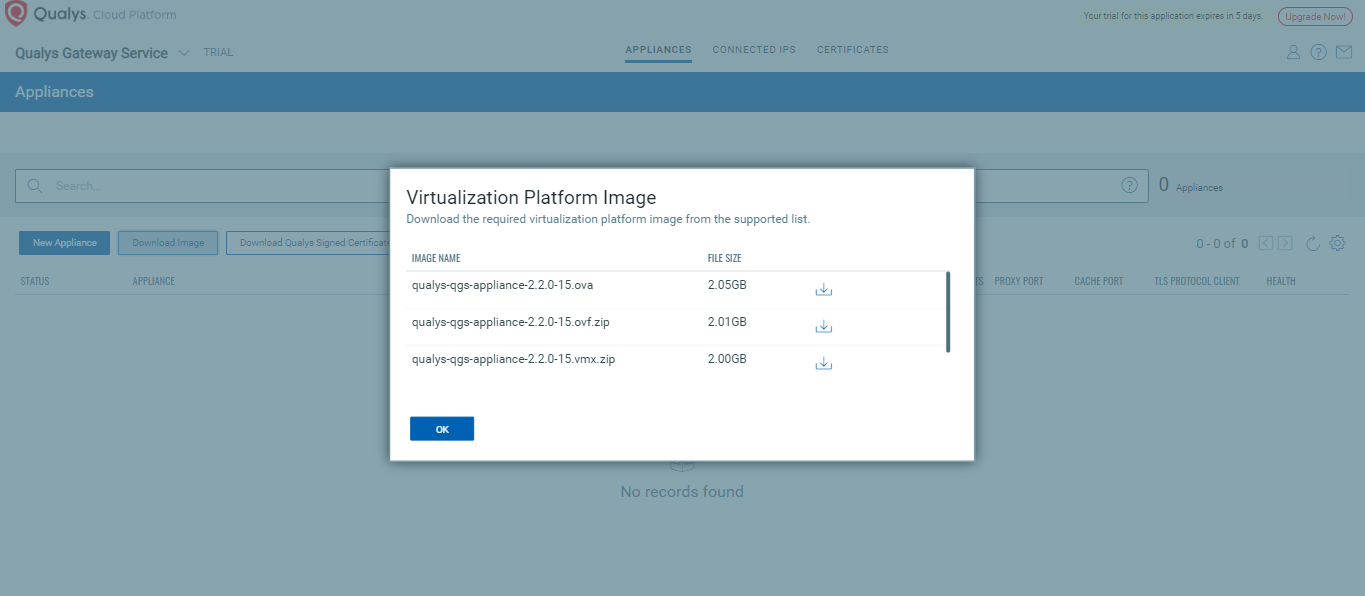 Qualys. Cloud Platform
Your trial for this application expires in 5 days. Upgrade Now!
Qualys Gateway Service TRIAL
APPLIANCES CONNECTED IPS CERTIFICATES
Appliances
Search...
0 Appliances
New Appliance Download Image Download Qualys Signed Certificat
0 - 0 of 0
STATUS APPLIANCE TS PROXY PORT CACHE PORT TLS PROTOCOL CLIENT HEALTH
Virtualization Platform Image
Download the required virtualization platform image from the supported list.
IMAGE NAME FILE SIZE
qualys-qgs-appliance-2.2.0-15.ova 2.05GB
qualys-qgs-appliance-2.2.0-15.ovf.zip 2.01GB
qualys-qgs-appliance-2.2.0-15.vmx.zip 2.00GB
OK
No records found